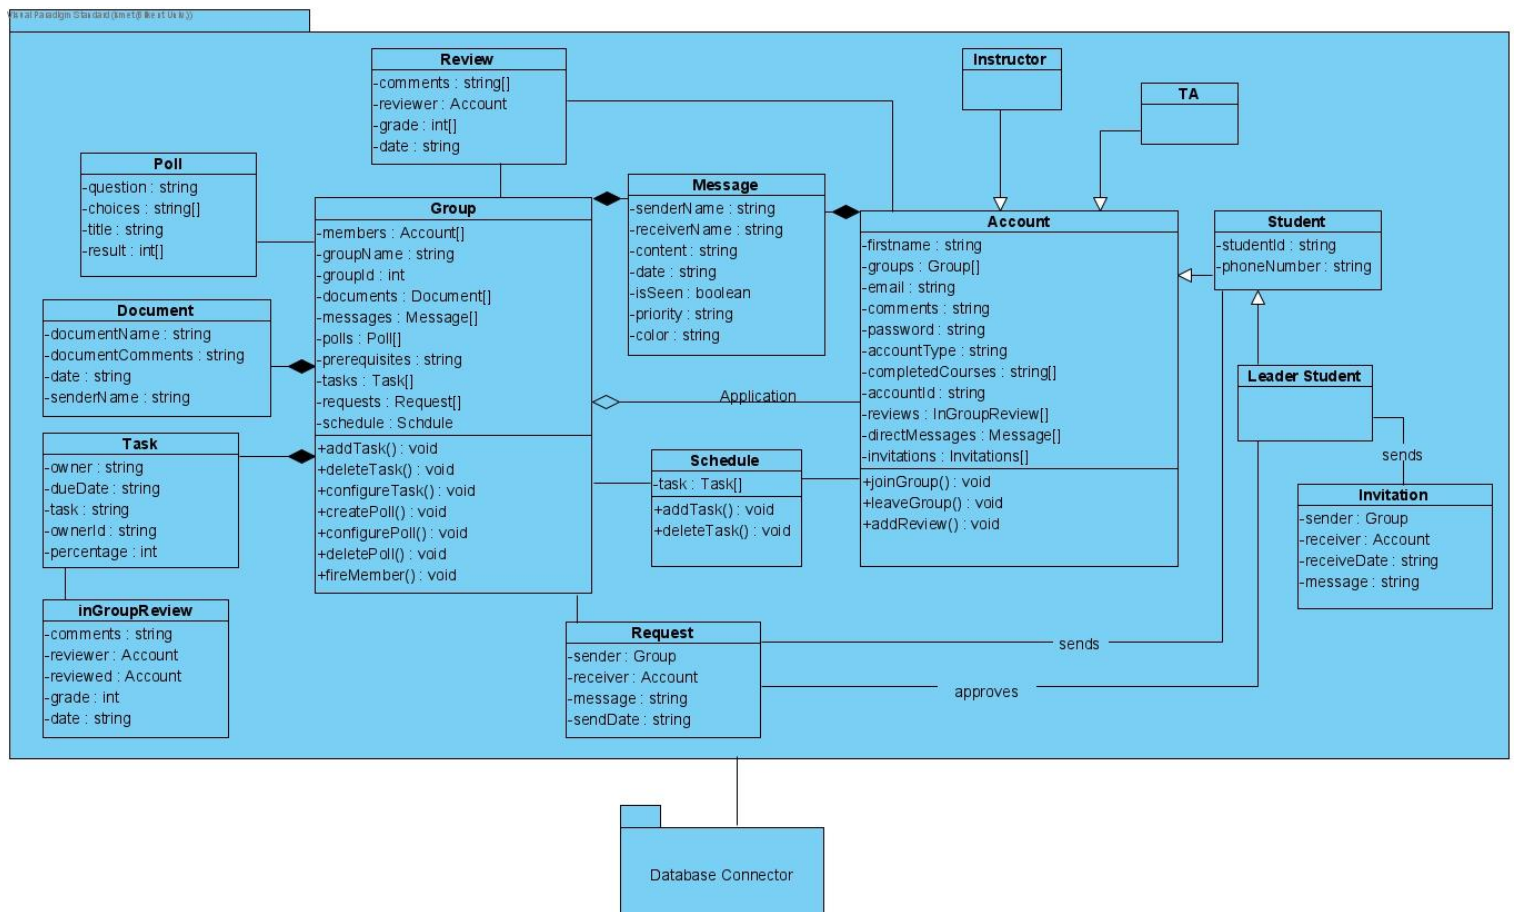 Visual Paradigm Standard
Review
-comments : string[]
-reviewer : Account
-grade : int[]
-date : string
Instructor
TA
Poll
-question : string
-choices : string[]
-title : string
-result : int[]
Group
-members : Account[]
-groupName : string
-groupId : int
-documents : Document[]
-messages : Message[]
-polls : Poll[]
-prerequisites : string
-tasks : Task[]
-requests : Request[]
-schedule : Schdule
+addTask() : void
+deleteTask() : void
+configureTask() : void
+createPoll() : void
+configurePoll() : void
+deletePoll() : void
+fireMember() : void
Message
-senderName : string
-receiverName : string
-content : string
-date : string
-isSeen : boolean
-priority : string
-color : string
Account
-firstname : string
-groups : Group[]
-email : string
-comments : string
-password : string
-accountType : string
-completedCourses : string[]
-accountId : string
-reviews : InGroupReview[]
-directMessages : Message[]
-invitations : Invitations[]
+joinGroup() : void
+leaveGroup() : void
+addReview() : void
Student
-studentId : string
-phoneNumber : string
Document
-documentName : string
-documentComments : string
-date : string
-senderName : string
Application
Leader Student
sends
Task
-owner : string
-dueDate : string
-task : string
-ownerId : string
-percentage : int
Schedule
-task : Task[]
+addTask() : void
+deleteTask() : void
Invitation
-sender : Group
-receiver : Account
-receiveDate : string
-message : string
inGroupReview
-comments : string
-reviewer : Account
-reviewed : Account
-grade : int
-date : string
Request
-sender : Group
-receiver : Account
-message : string
-sendDate : string
sends
approves
Database Connector